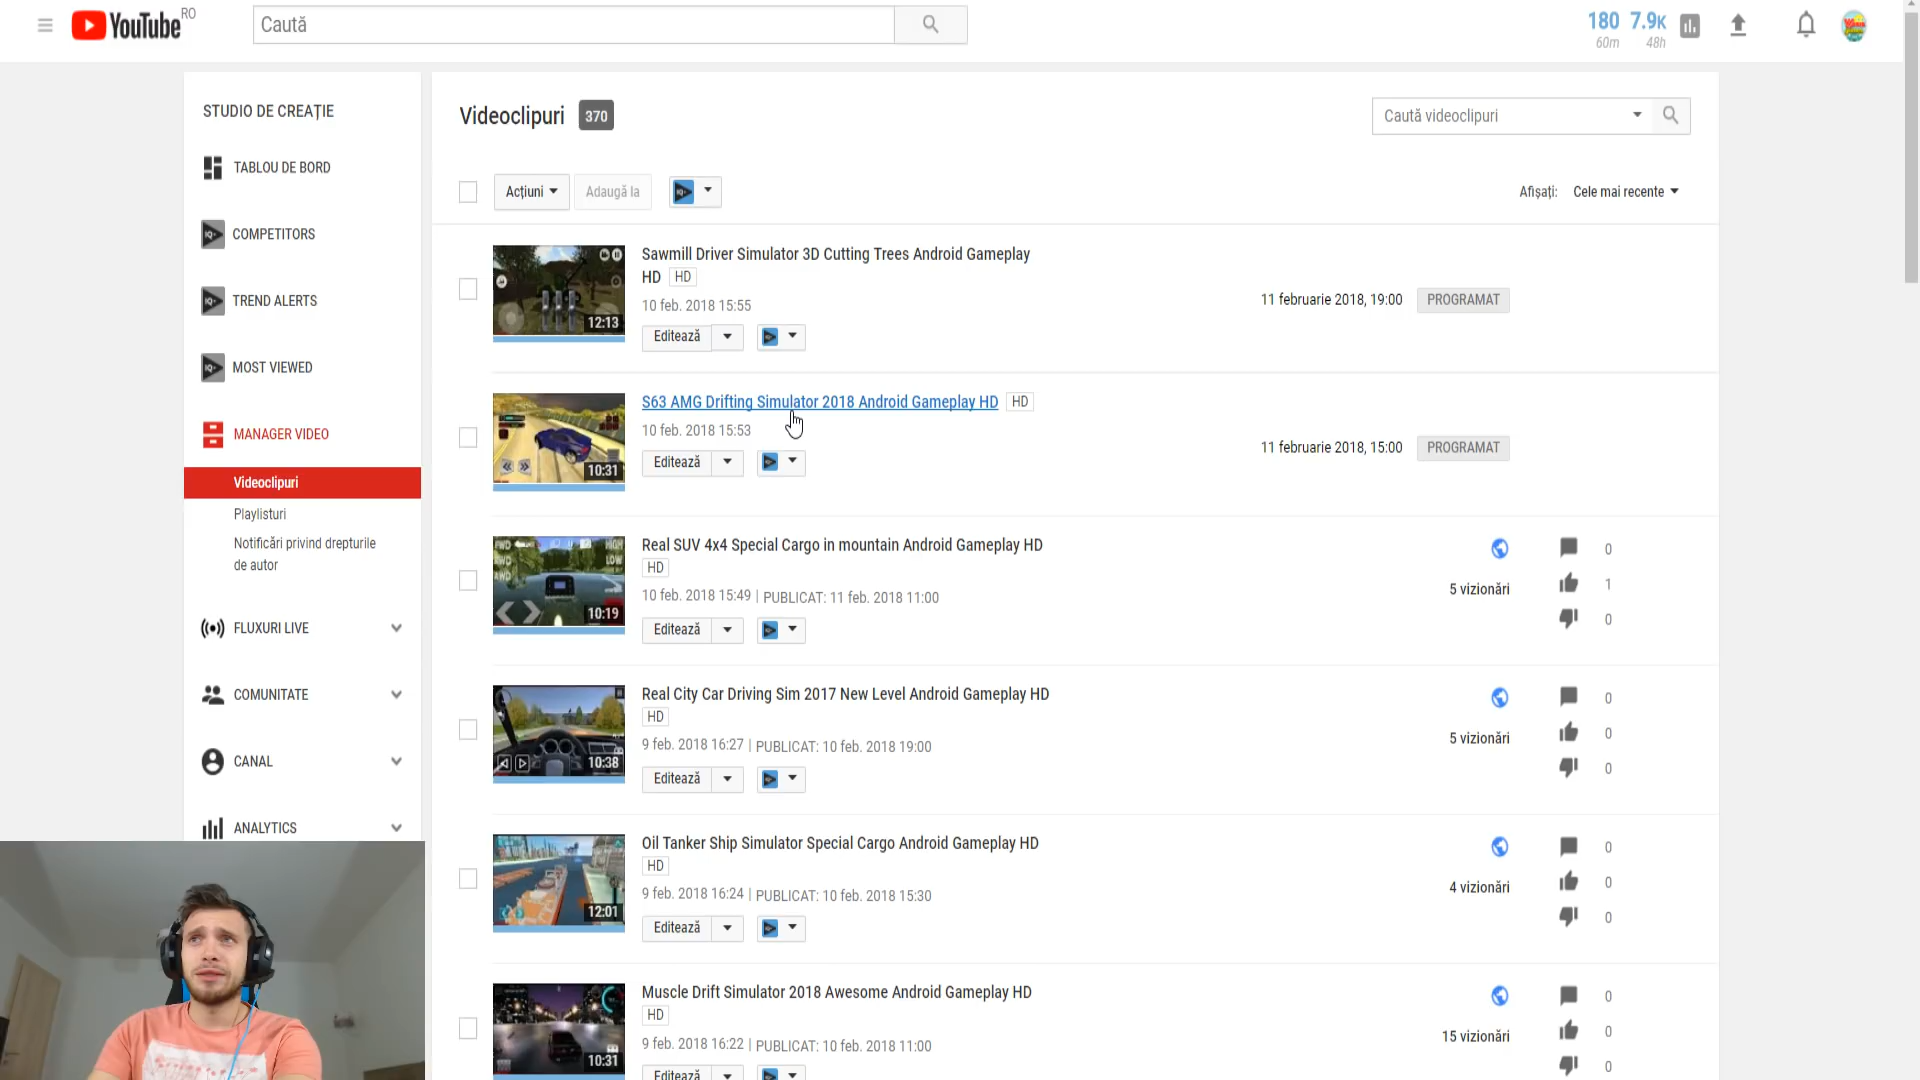 YouTube RO
Caută
180 7.9K
60m 48h
STUDIO DE CREAȚIE
TABLOU DE BORD
COMPETITORS
TREND ALERTS
MOST VIEWED
MANAGER VIDEO
Videoclipuri
Playlisturi
Notificări privind drepturile
de autor
FLUXURI LIVE
COMUNITATE
CANAL
ANALYTICS
Videoclipuri 370
Caută videoclipuri
Acțiuni Adaugă la
Afișați: Cele mai recente
Sawmill Driver Simulator 3D Cutting Trees Android Gameplay
HD HD
10 feb. 2018 15:55
12:13
Editează
11 februarie 2018, 19:00 PROGRAMAT
S63 AMG Drifting Simulator 2018 Android Gameplay HD HD
10 feb. 2018 15:53
10:31
Editează
11 februarie 2018, 15:00 PROGRAMAT
Real SUV 4x4 Special Cargo in mountain Android Gameplay HD
HD
10 feb. 2018 15:49 | PUBLICAT: 11 feb. 2018 11:00
FWD
RWD
AWD
HIGH
LOW
10:19
Editează
5 vizionări
0
1
0
Real City Car Driving Sim 2017 New Level Android Gameplay HD
HD
9 feb. 2018 16:27 | PUBLICAT: 10 feb. 2018 19:00
10:38
Editează
5 vizionări
0
0
0
Oil Tanker Ship Simulator Special Cargo Android Gameplay HD
HD
9 feb. 2018 16:24 | PUBLICAT: 10 feb. 2018 15:30
12:01
Editează
4 vizionări
0
0
0
Muscle Drift Simulator 2018 Awesome Android Gameplay HD
HD
9 feb. 2018 16:22 | PUBLICAT: 10 feb. 2018 11:00
10:31
Editează
15 vizionări
0
0
0